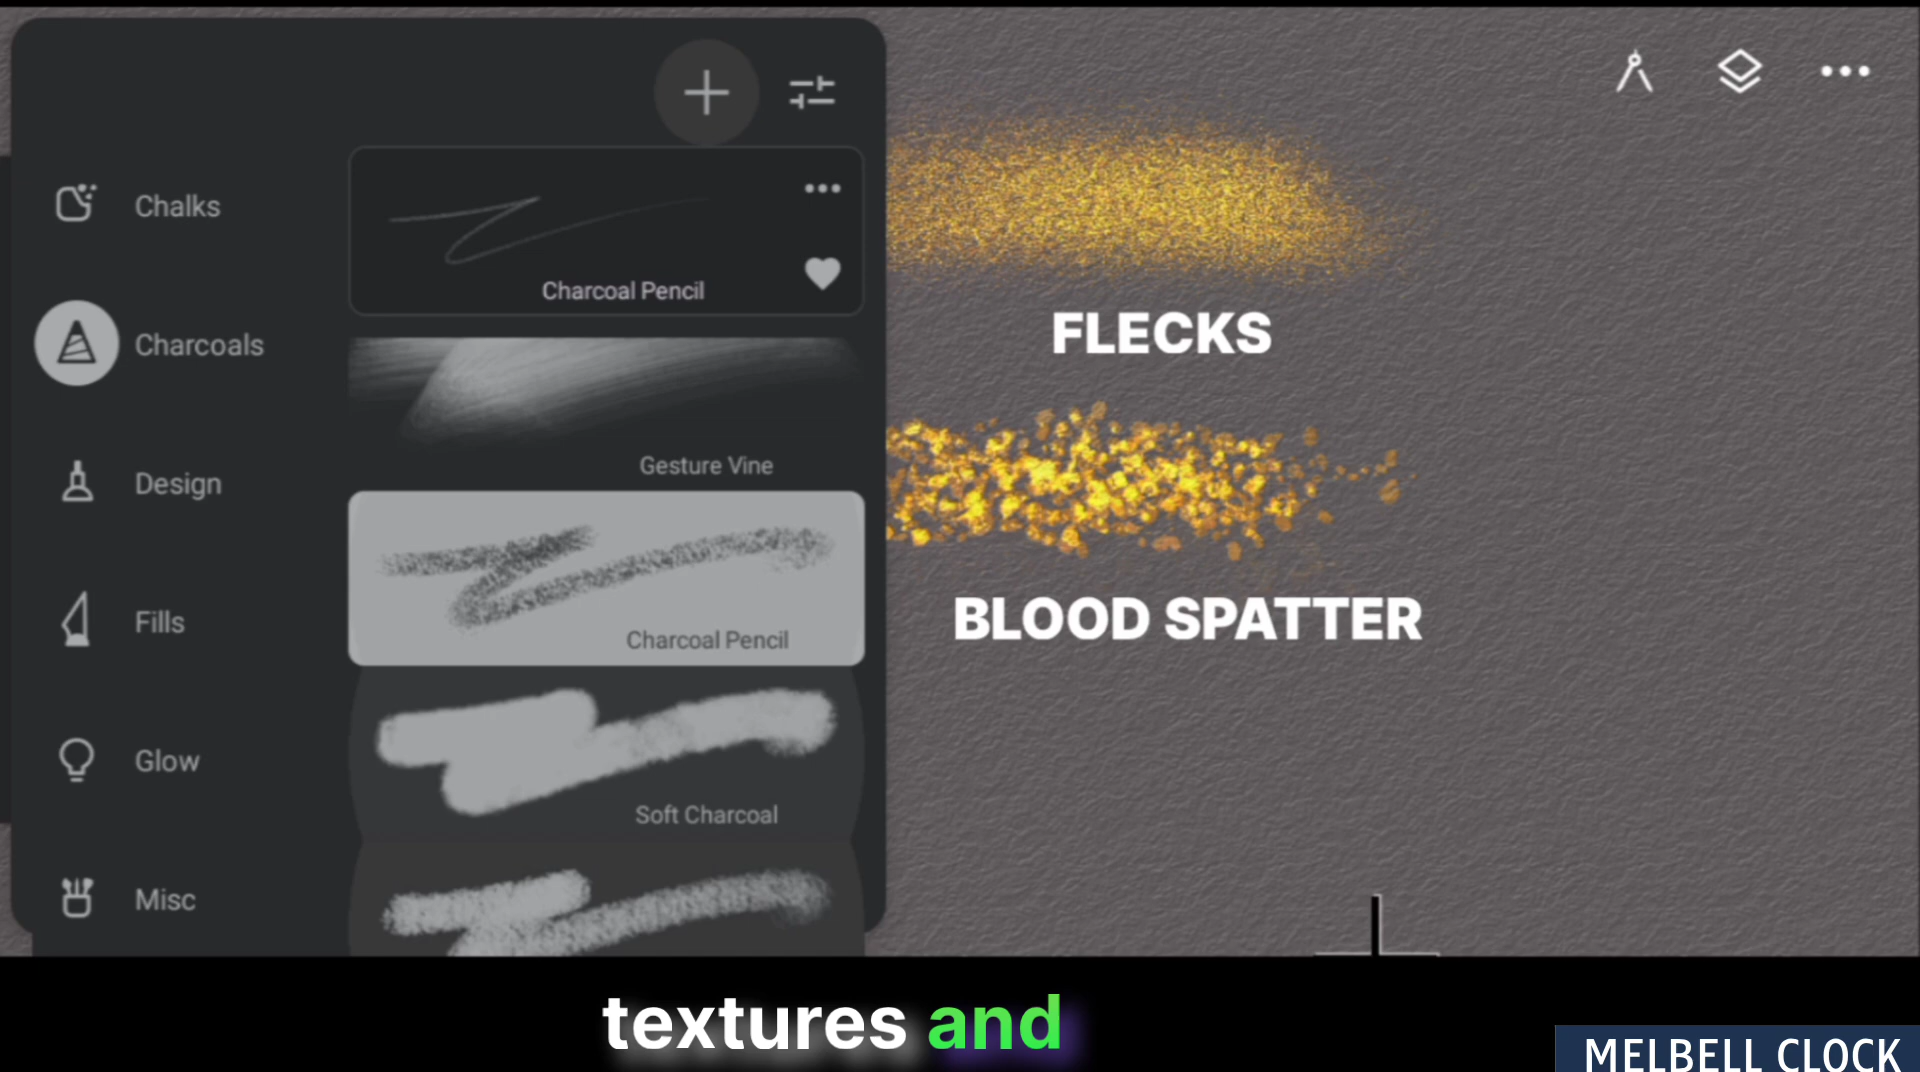 Chalks
Charcoals
Design
Fills
Glow
Misc
Charcoal Pencil
Gesture Vine
Charcoal Pencil
Soft Charcoal
FLECKS
BLOOD SPATTER
textures and
MELBELL CLOCK